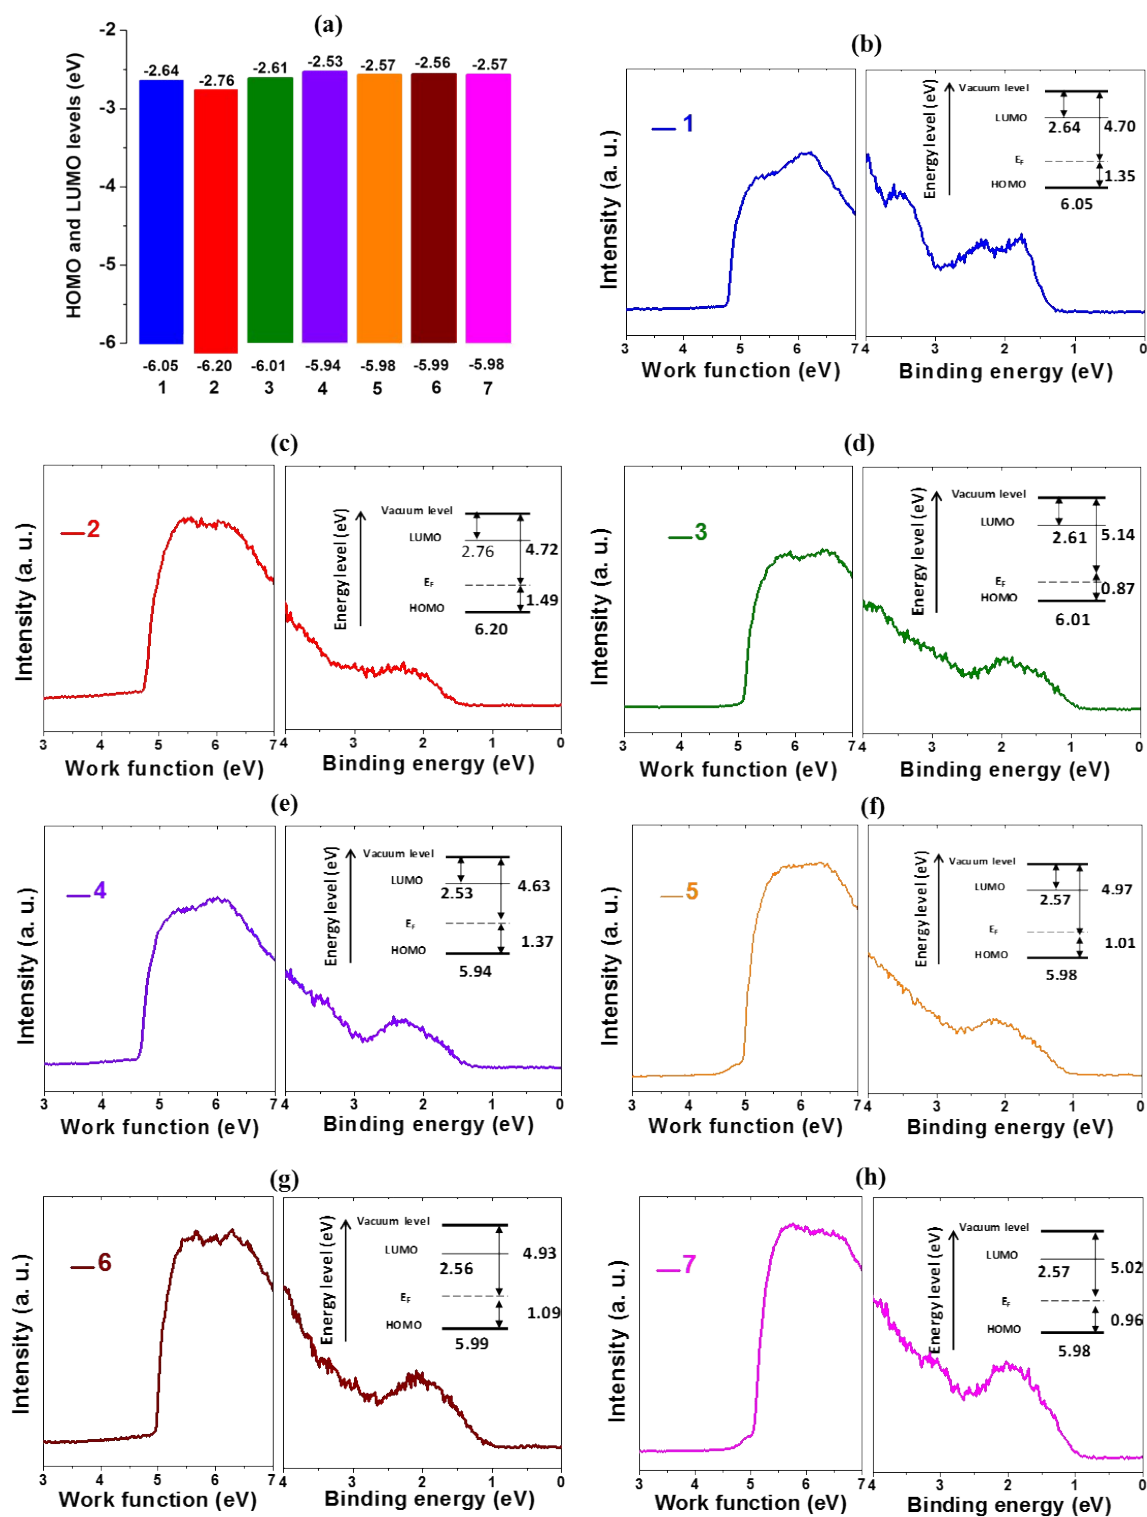 (a)
HOMO and LUMO levels (eV)
-2
-3
-4
-5
-6
-2.64
-2.76
-2.61
-2.53
-2.57
-2.56
-2.57
-6.05
-6.20
-6.01
-5.94
-5.98
-5.99
-5.98
1 2 3 4 5 6 7
(b)
Intensity (a. u.)
1
Energy level (eV)
Vacuum level
LUMO
2.64
4.70
EF
1.35
HOMO
6.05
3 4 5 6 7
4 3 2 1 0
Work function (eV)
Binding energy (eV)
(c)
Intensity (a. u.)
2
Energy level (eV)
Vacuum level
LUMO
2.76
4.72
EF
1.49
HOMO
6.20
3 4 5 6 7
4 3 2 1 0
Work function (eV)
Binding energy (eV)
(d)
Intensity (a. u.)
3
Energy level (eV)
Vacuum level
LUMO
2.61
5.14
EF
0.87
HOMO
6.01
3 4 5 6 7
4 3 2 1 0
Work function (eV)
Binding energy (eV)
(e)
Intensity (a. u.)
4
Energy level (eV)
Vacuum level
LUMO
2.53
4.63
EF
1.37
HOMO
5.94
3 4 5 6 7
4 3 2 1 0
Work function (eV)
Binding energy (eV)
(f)
Intensity (a. u.)
5
Energy level (eV)
Vacuum level
LUMO
2.57
4.97
EF
1.01
HOMO
5.98
3 4 5 6 7
4 3 2 1 0
Work function (eV)
Binding energy (eV)
(g)
Intensity (a. u.)
6
Energy level (eV)
Vacuum level
LUMO
2.56
4.93
EF
1.09
HOMO
5.99
3 4 5 6 7
4 3 2 1 0
Work function (eV)
Binding energy (eV)
(h)
Intensity (a. u.)
7
Energy level (eV)
Vacuum level
LUMO
2.57
5.02
EF
0.96
HOMO
5.98
3 4 5 6 7
4 3 2 1 0
Work function (eV)
Binding energy (eV)